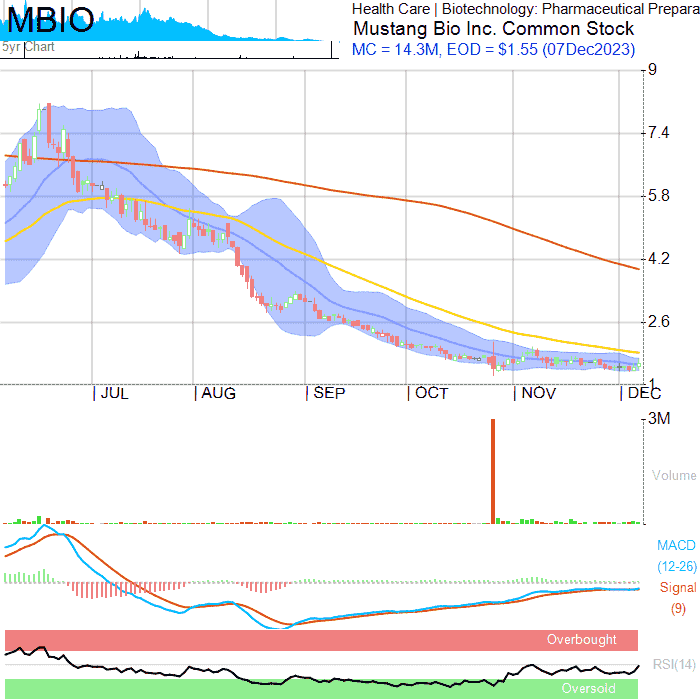 MBIO
5yr Chart
Health Care | Biotechnology: Pharmaceutical Prepara
Mustang Bio Inc. Common Stock
MC = 14.3M, EOD = $1.55 (07Dec2023)
9
7.4
5.8
4.2
2.6
1
JUL AUG SEP OCT NOV DEC
3M
Volume
MACD
(12-26)
Signal
(9)
Overbought
RSI(14)
Oversold